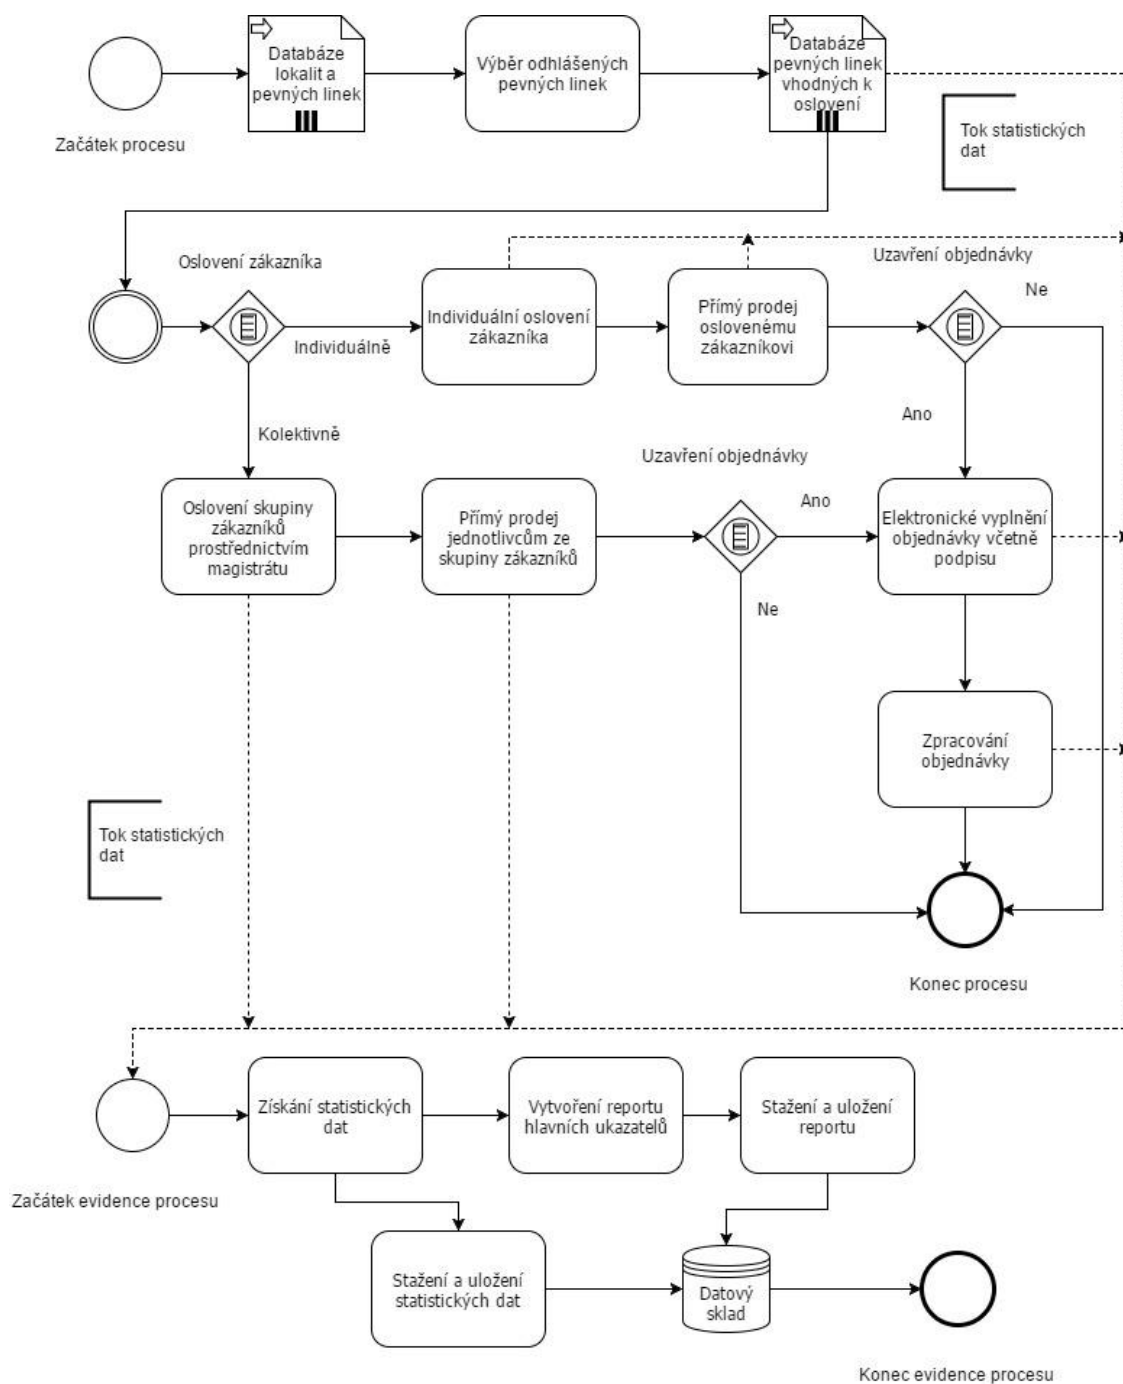 Začátek procesu
Databáze
lokalit a
pevných linek
Výběr odhlášených
pevných linek
Databáze
pevných linek
vhodných k
oslovení
Tok statistických
dat
Oslovení zákazníka
Individuálně
Individuální oslovení
zákazníka
Přímý prodej
oslovenému
zákazníkovi
Uzavření objednávky
Ne
Ano
Kolektivně
Oslovení skupiny
zákazníků
prostřednictvím
magistrátu
Přímý prodej
jednotlivcům ze
skupiny zákazníků
Uzavření objednávky
Ano
Ne
Elektronické vyplnění
objednávky včetně
podpisu
Zpracování
objednávky
Tok statistických
dat
Konec procesu
Získání statistických
dat
Vytvoření reportu
hlavních ukazatelů
Stažení a uložení
reportu
Začátek evidence procesu
Stažení a uložení
statistických dat
Datový
sklad
Konec evidence procesu